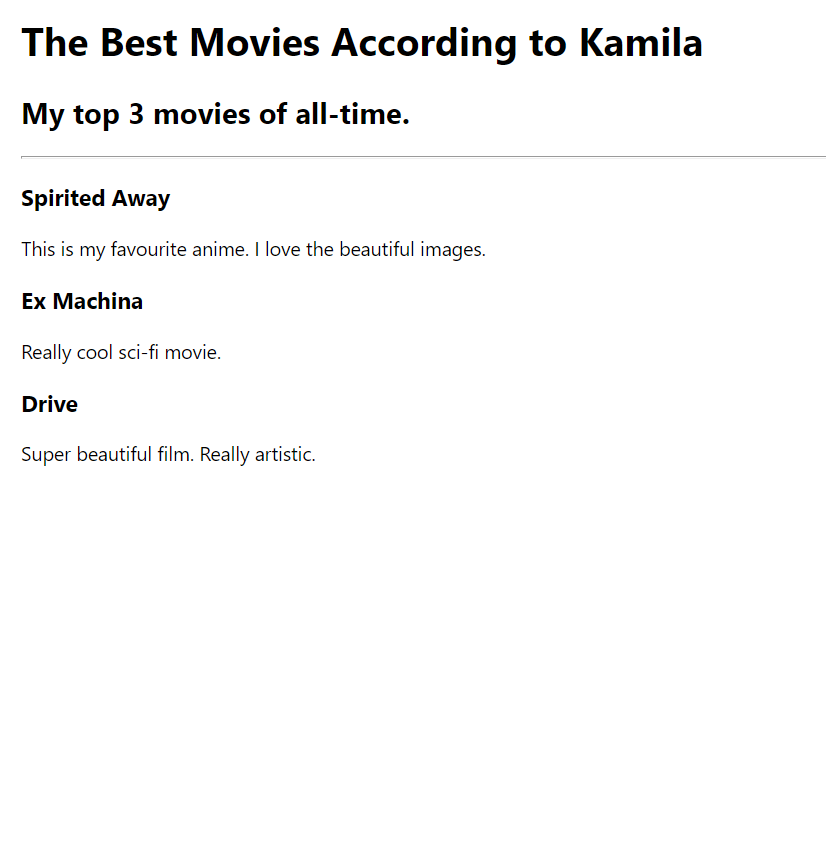 The Best Movies According to Kamila
My top 3 movies of all-time.
Spirited Away
This is my favourite anime. I love the beautiful images.
Ex Machina
Really cool sci-fi movie.
Drive
Super beautiful film. Really artistic.